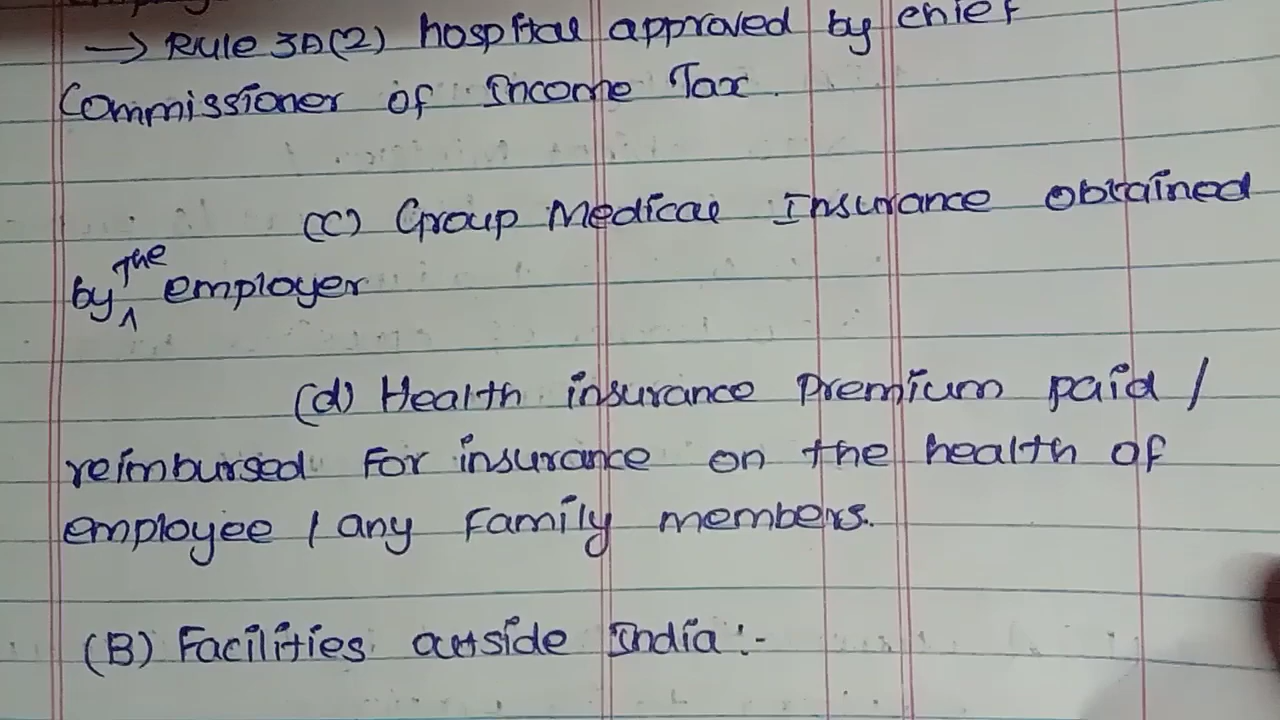 → Rule 3A(2) hospital approved by chief
Commissioner of Income Tax.
(c) Group Medical Insurance obtained
by the employer
(d) Health insurance premium paid /
reimbursed for insurance on the health of
employee / any family members.
(B) Facilities outside India :-